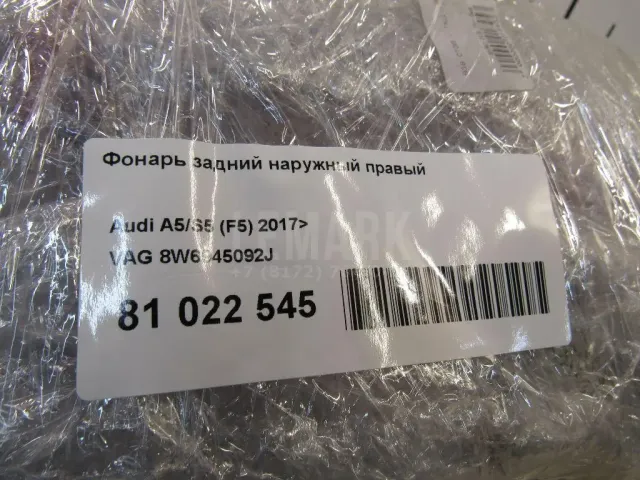 Фонарь задний наружный правый
Audi A5/S5 (F5) 2017>
VAG 8W6945092J
81 022 545